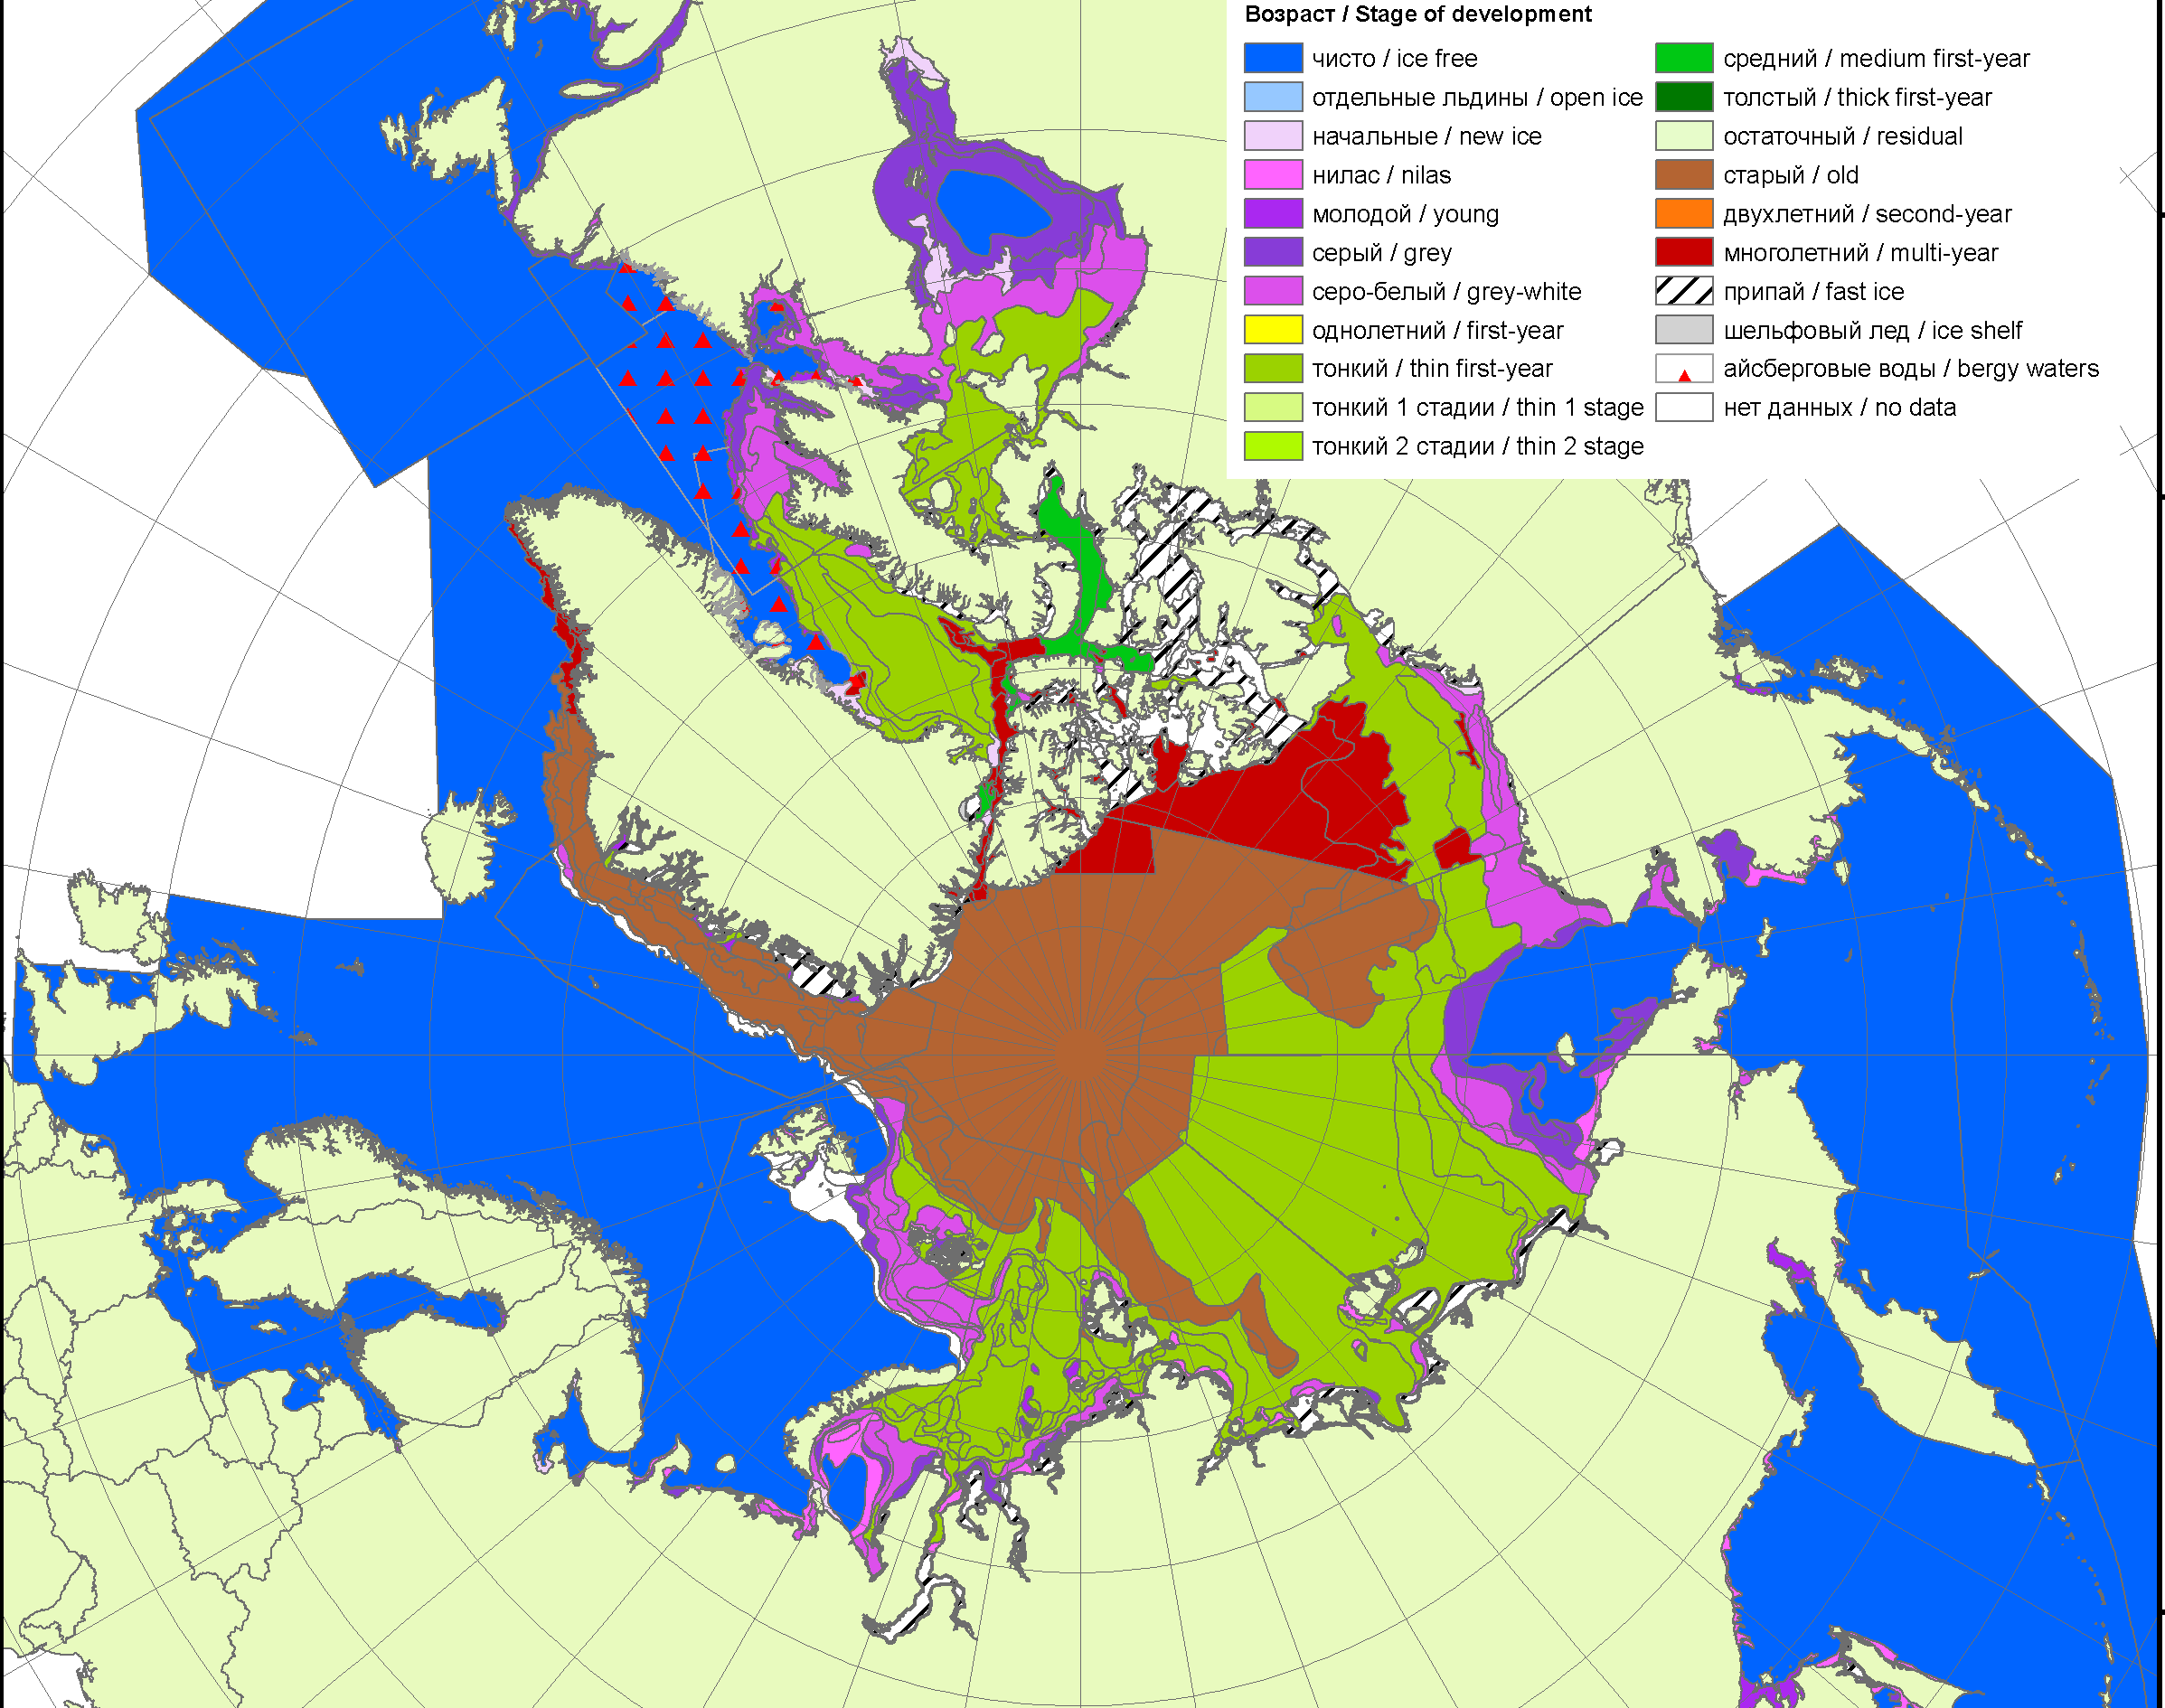 Возраст / Stage of development
чисто / ice free
отдельные льдины / open ice
начальные / new ice
нилас / nilas
молодой / young
серый / grey
серо-белый / grey-white
однолетний / first-year
тонкий / thin first-year
тонкий 1 стадии / thin 1 stage
тонкий 2 стадии / thin 2 stage
средний / medium first-year
толстый / thick first-year
остаточный / residual
старый / old
двухлетний / second-year
многолетний / multi-year
припай / fast ice
шельфовый лед / ice shelf
айсберговые воды / bergy waters
нет данных / no data